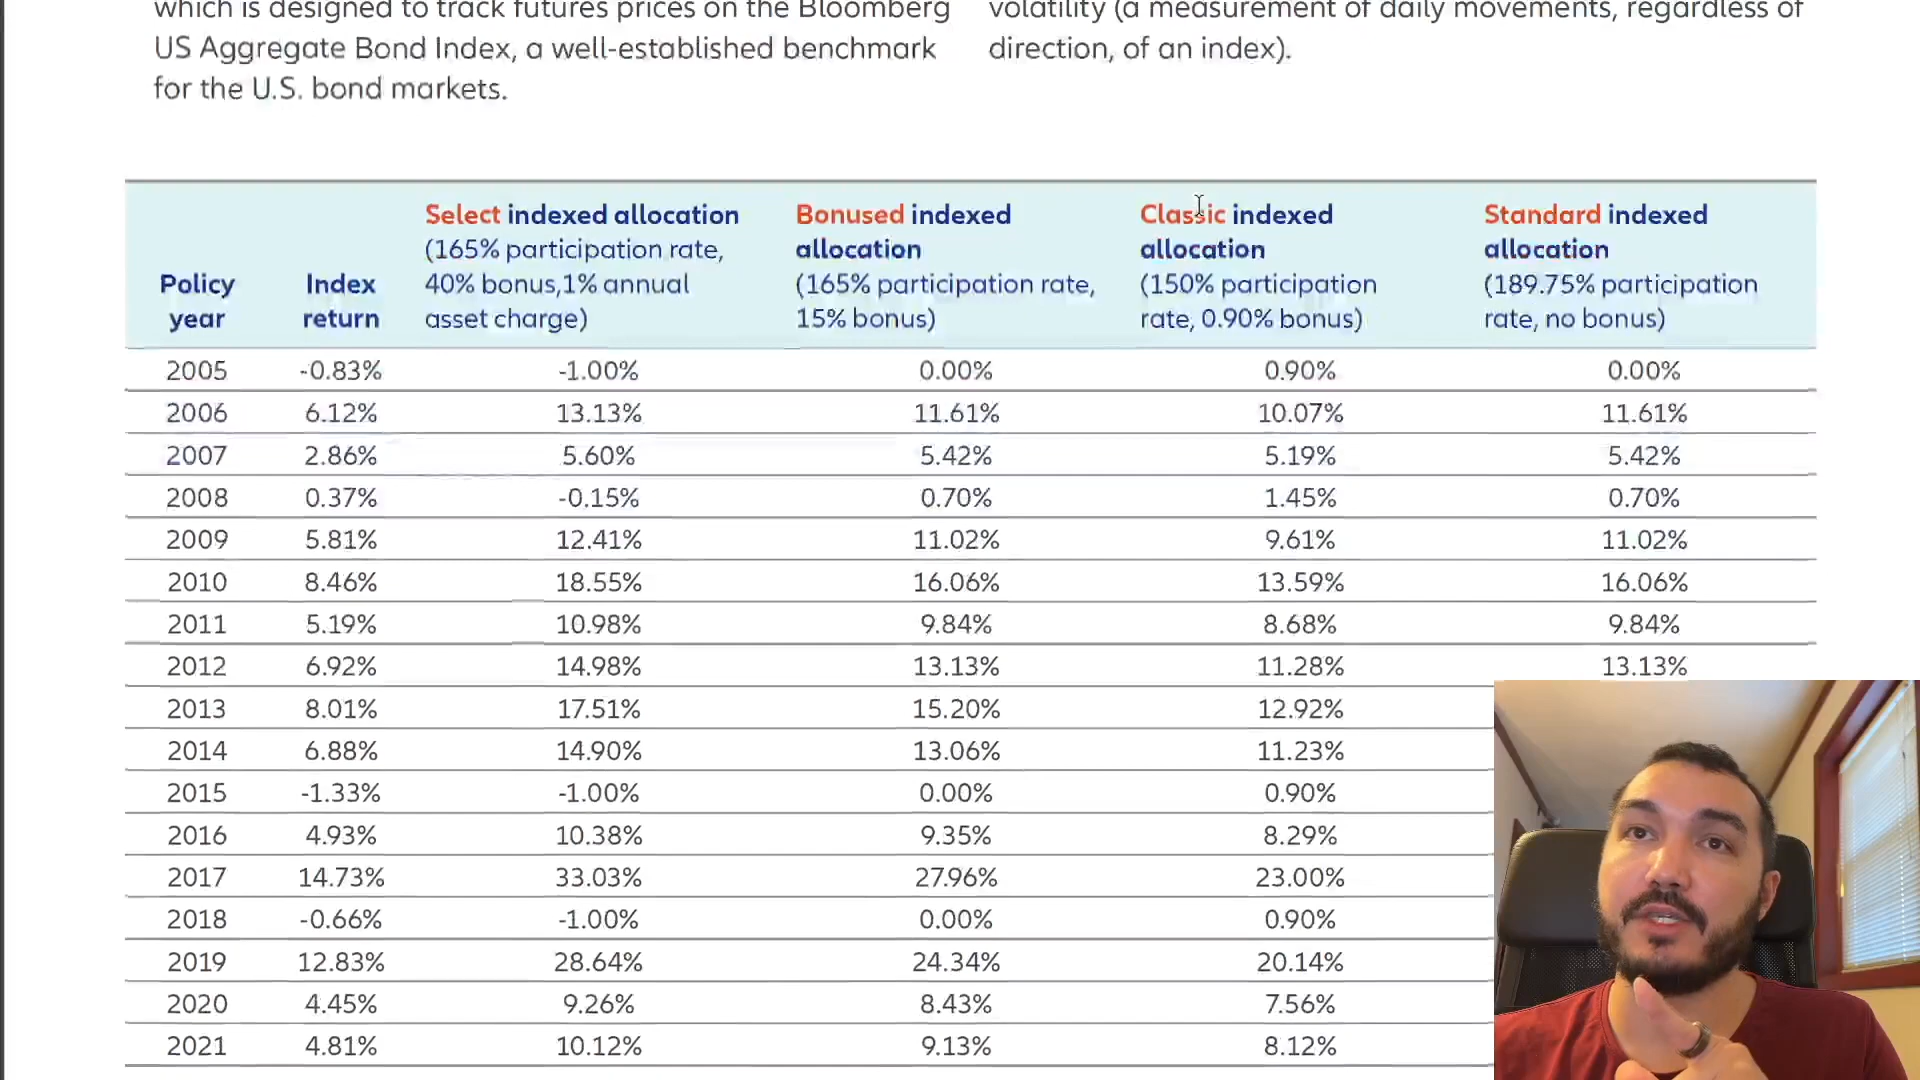 which is designed to track futures prices on the Bloomberg
US Aggregate Bond Index, a well-established benchmark
for the U.S. bond markets.
volatility (a measurement of daily movements, regardless of
direction, of an index).
Policy year
Index return
Select indexed allocation
(165% participation rate,
40% bonus,1% annual
asset charge)
Bonused indexed
allocation
(165% participation rate,
15% bonus)
Classic indexed
allocation
(150% participation
rate, 0.90% bonus)
Standard indexed
allocation
(189.75% participation
rate, no bonus)
2005 -0.83% -1.00% 0.00% 0.90% 0.00%
2006 6.12% 13.13% 11.61% 10.07% 11.61%
2007 2.86% 5.60% 5.42% 5.19% 5.42%
2008 0.37% -0.15% 0.70% 1.45% 0.70%
2009 5.81% 12.41% 11.02% 9.61% 11.02%
2010 8.46% 18.55% 16.06% 13.59% 16.06%
2011 5.19% 10.98% 9.84% 8.68% 9.84%
2012 6.92% 14.98% 13.13% 11.28% 13.13%
2013 8.01% 17.51% 15.20% 12.92%
2014 6.88% 14.90% 13.06% 11.23%
2015 -1.33% -1.00% 0.00% 0.90%
2016 4.93% 10.38% 9.35% 8.29%
2017 14.73% 33.03% 27.96% 23.00%
2018 -0.66% -1.00% 0.00% 0.90%
2019 12.83% 28.64% 24.34% 20.14%
2020 4.45% 9.26% 8.43% 7.56%
2021 4.81% 10.12% 9.13% 8.12%